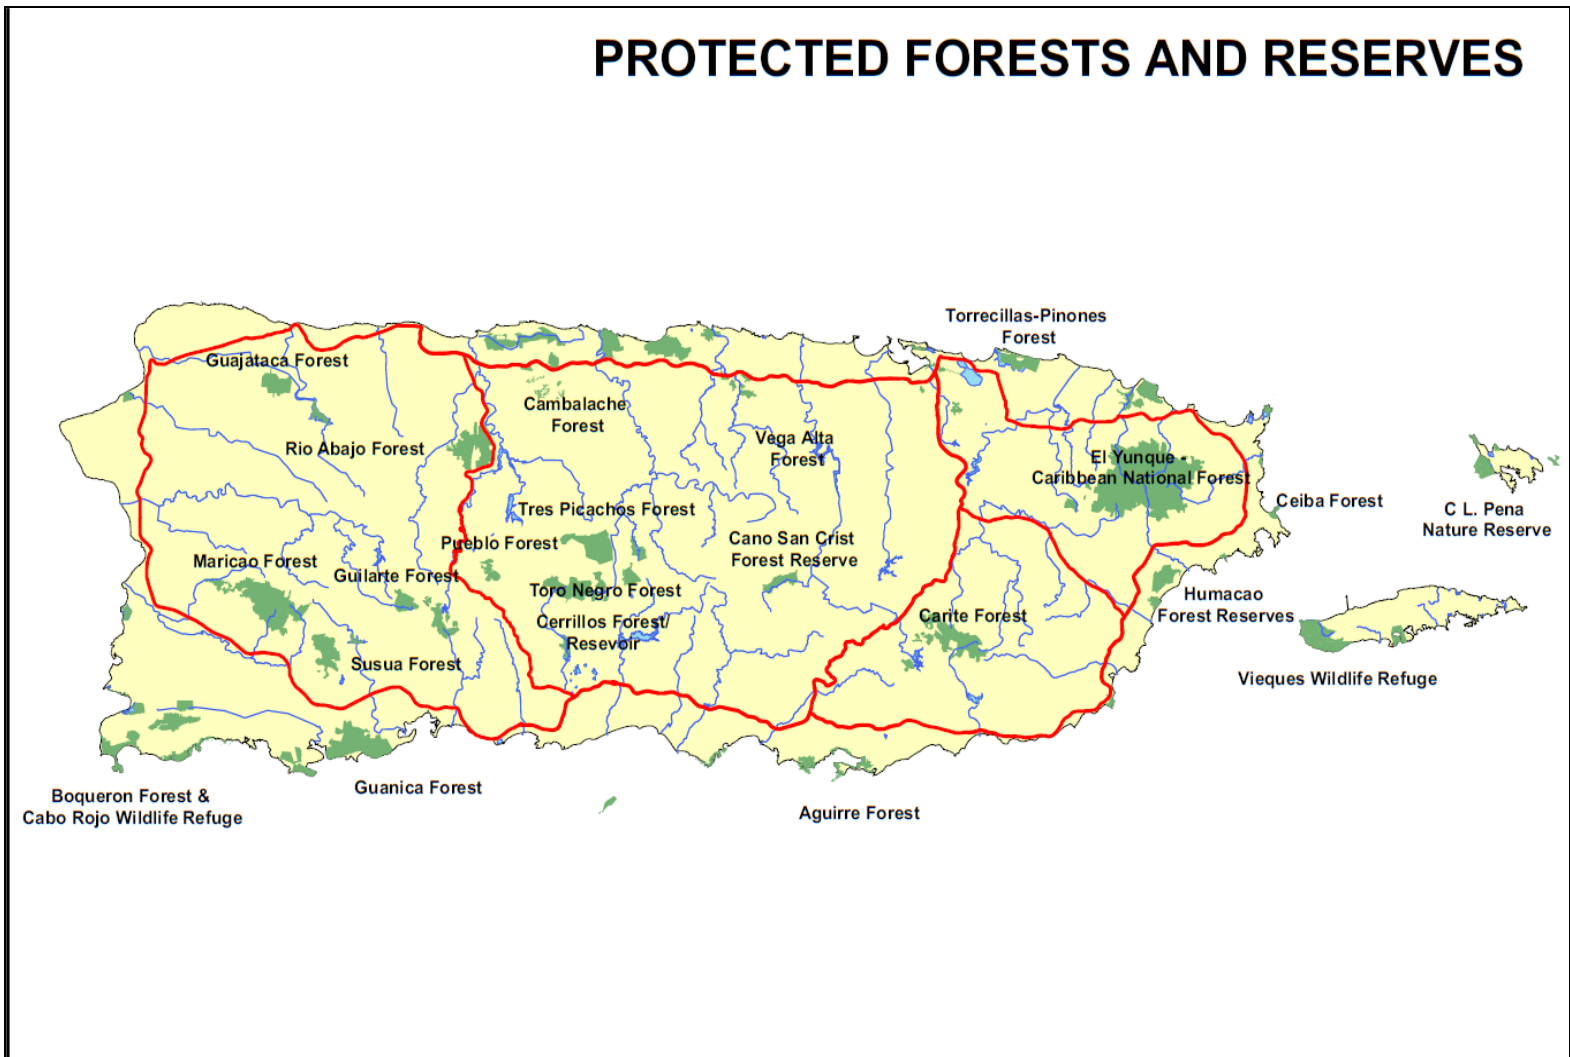 PROTECTED FORESTS AND RESERVES
Torrecillas-Pinones
Forest
Guajataca Forest
Cambalache
Forest
Rio Abajo Forest
Vega Alta
Forest
El Yunque -
Caribbean National Forest
Ceiba Forest
C L. Pena
Nature Reserve
Tres Picachos Forest
Pueblo Forest
Cano San Crist
Forest Reserve
Maricao Forest
Guilarte Forest
Toro Negro Forest
Humacao
Forest Reserves
Cerrillos Forest/
Resevoir
Carite Forest
Susua Forest
Vieques Wildlife Refuge
Guanica Forest
Boqueron Forest &
Cabo Rojo Wildlife Refuge
Aguirre Forest